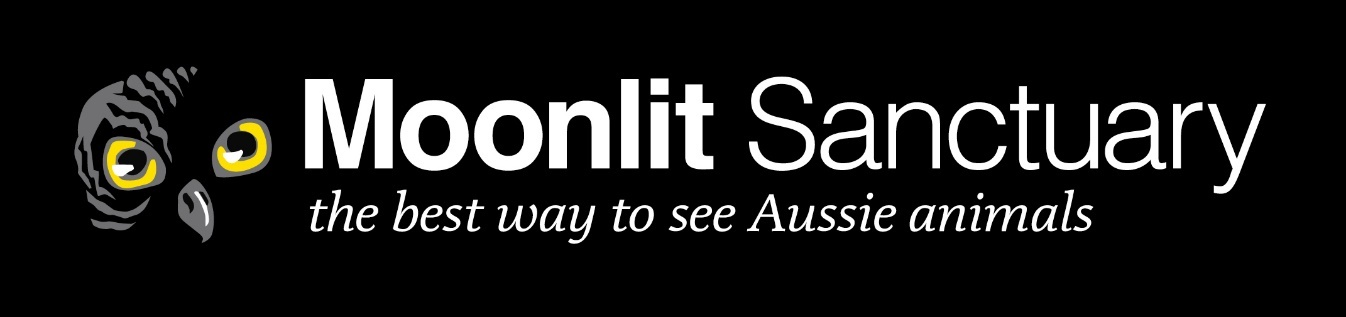 Moonlit Sanctuary
the best way to see Aussie animals